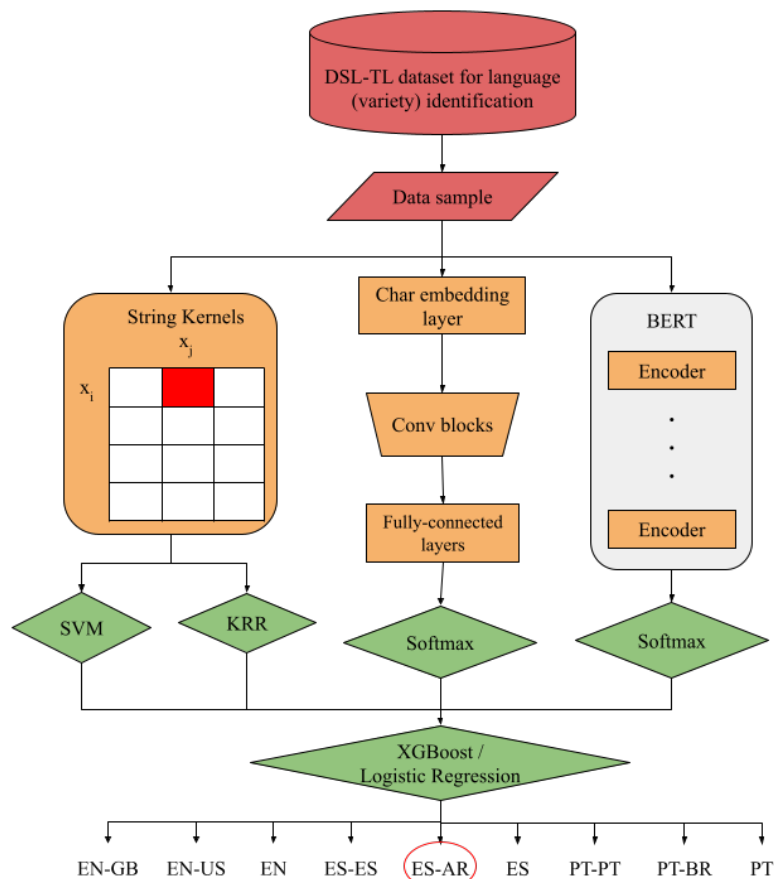 DSL-TL dataset for language
(variety) identification
Data sample
String Kernels
x_j
x_i
Char embedding
layer
Conv blocks
Fully-connected
layers
BERT
Encoder
Encoder
SVM
KRR
Softmax
Softmax
XGBoost /
Logistic Regression
EN-GB EN-US EN ES-ES ES-AR ES PT-PT PT-BR PT